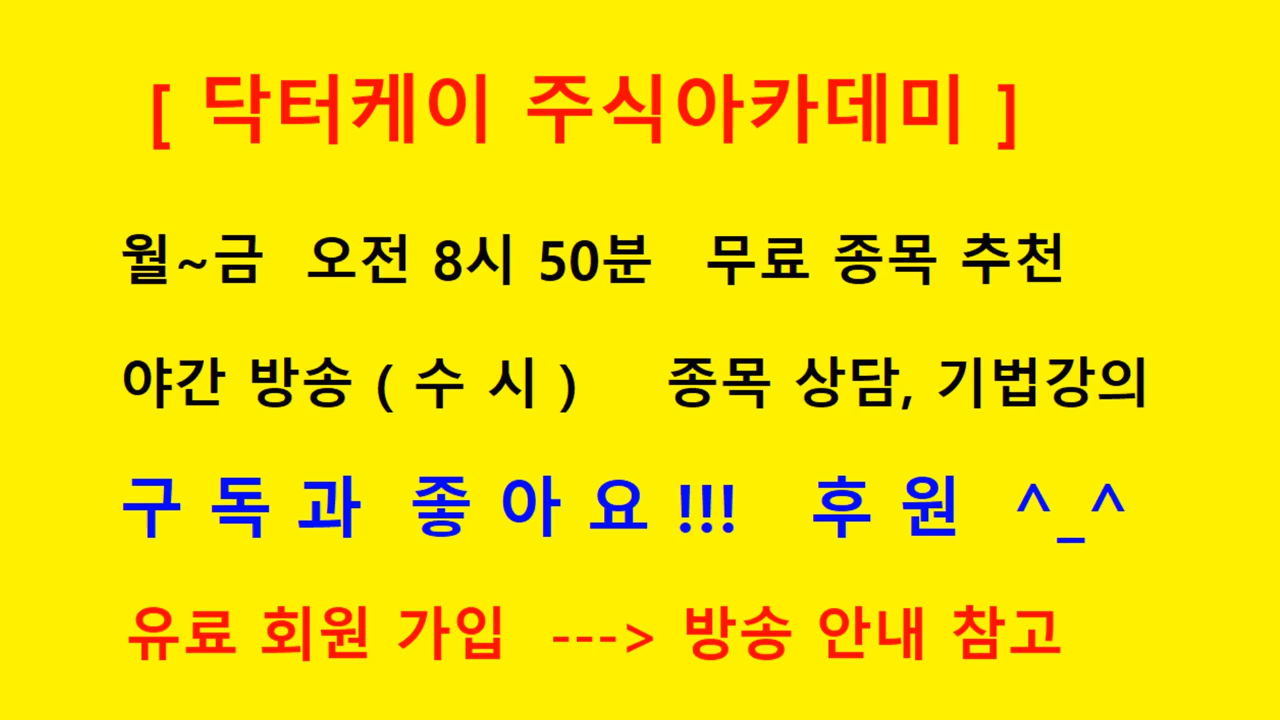 [ 닥터케이 주식아카데미 ]
월~금 오전 8시 50분 무료 종목 추천
야간 방송 ( 수 시 ) 종목 상담, 기법강의
구 독 과 좋 아 요 !!! 후 원 ^_^
유료 회원 가입 ---> 방송 안내 참고